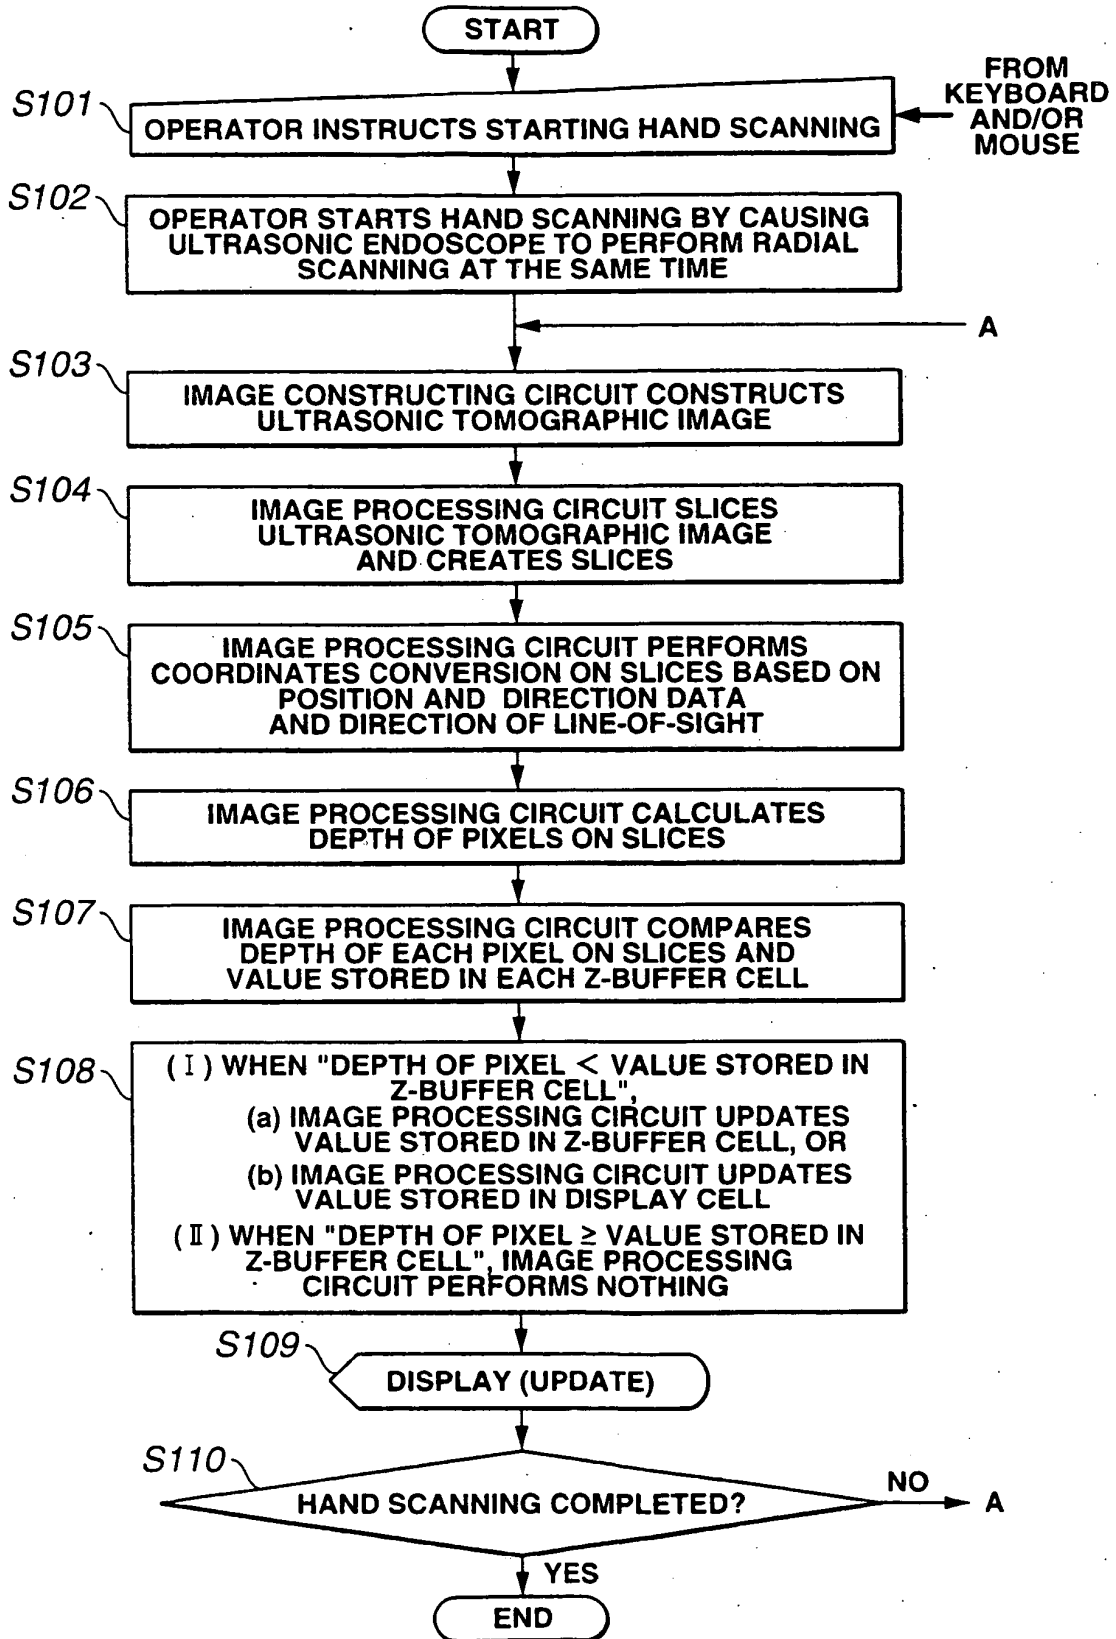 START
FROM
KEYBOARD
AND/OR
MOUSE
S101
OPERATOR INSTRUCTS STARTING HAND SCANNING
S102
OPERATOR STARTS HAND SCANNING BY CAUSING
ULTRASONIC ENDOSCOPE TO PERFORM RADIAL
SCANNING AT THE SAME TIME
A
S103
IMAGE CONSTRUCTING CIRCUIT CONSTRUCTS
ULTRASONIC TOMOGRAPHIC IMAGE
S104
IMAGE PROCESSING CIRCUIT SLICES
ULTRASONIC TOMOGRAPHIC IMAGE
AND CREATES SLICES
S105
IMAGE PROCESSING CIRCUIT PERFORMS
COORDINATES CONVERSION ON SLICES BASED ON
POSITION AND DIRECTION DATA
AND DIRECTION OF LINE-OF-SIGHT
S106
IMAGE PROCESSING CIRCUIT CALCULATES
DEPTH OF PIXELS ON SLICES
S107
IMAGE PROCESSING CIRCUIT COMPARES
DEPTH OF EACH PIXEL ON SLICES AND
VALUE STORED IN EACH Z-BUFFER CELL
S108
(Ⅰ) WHEN "DEPTH OF PIXEL < VALUE STORED IN
Z-BUFFER CELL",
(a) IMAGE PROCESSING CIRCUIT UPDATES
VALUE STORED IN Z-BUFFER CELL, OR
(b) IMAGE PROCESSING CIRCUIT UPDATES
VALUE STORED IN DISPLAY CELL
(Ⅱ) WHEN "DEPTH OF PIXEL ≥ VALUE STORED IN
Z-BUFFER CELL", IMAGE PROCESSING
CIRCUIT PERFORMS NOTHING
S109
DISPLAY (UPDATE)
S110
HAND SCANNING COMPLETED?
NO
A
YES
END